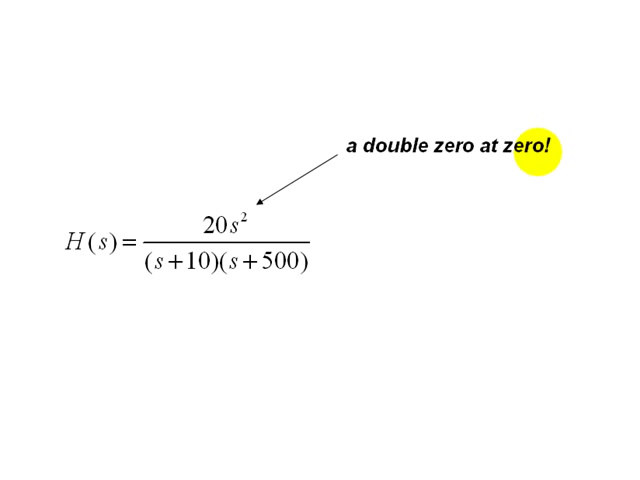 a double zero at zero!
H(s) = 20s² / (s+10)(s+500)